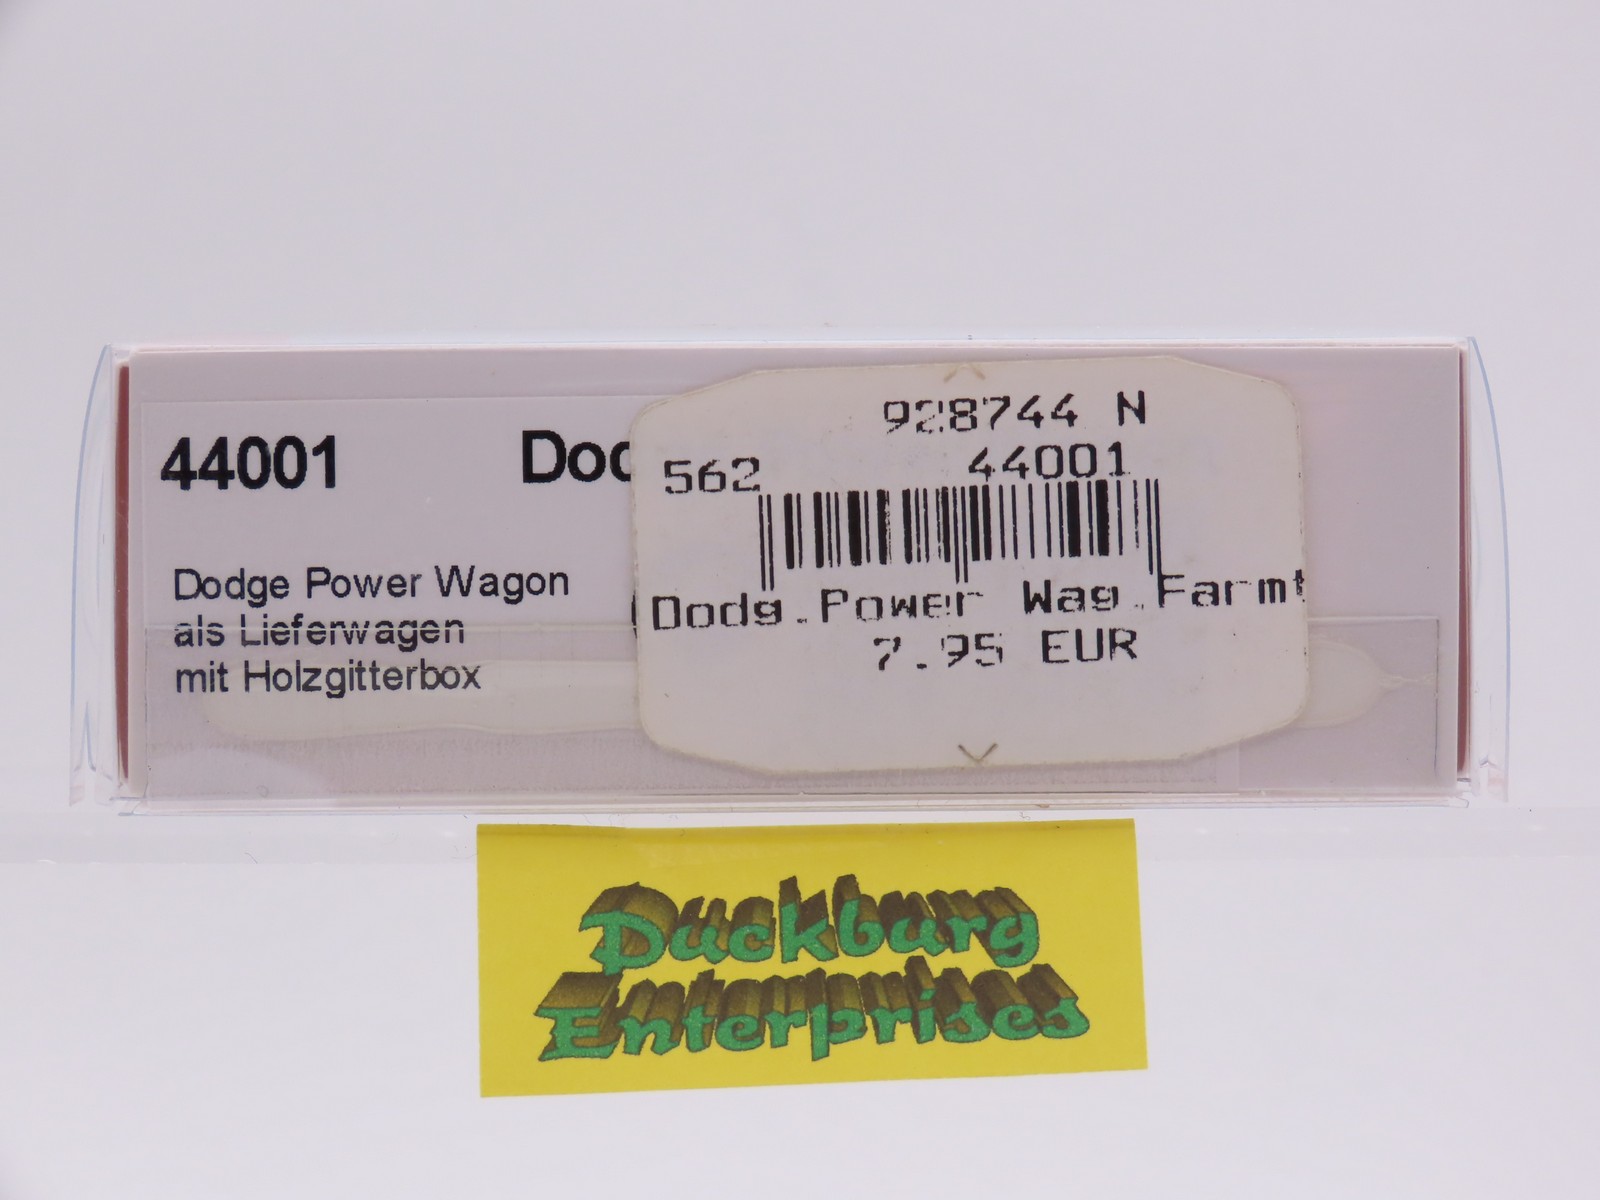 44001
Dod
Dodge Power Wagon
als Lieferwagen
mit Holzgitterbox
928744 N
562 44001
Dodg.Power Wag.Farmt
7.95 EUR
Duckburg
Enterprises